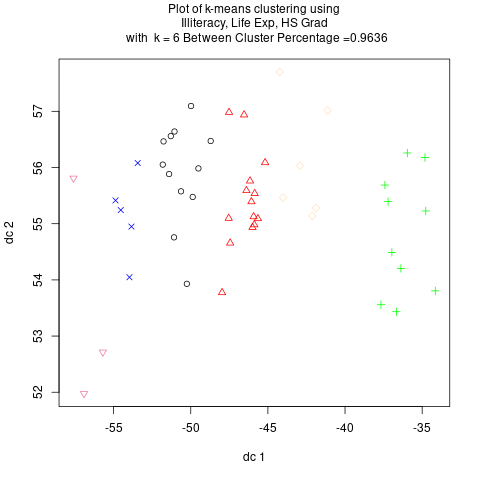 Plot of k-means clustering using
Illiteracy, Life Exp, HS Grad
with k = 6 Between Cluster Percentage =0.9636
57
56
55
54
53
52
dc 2
-55 -50 -45 -40 -35
dc 1